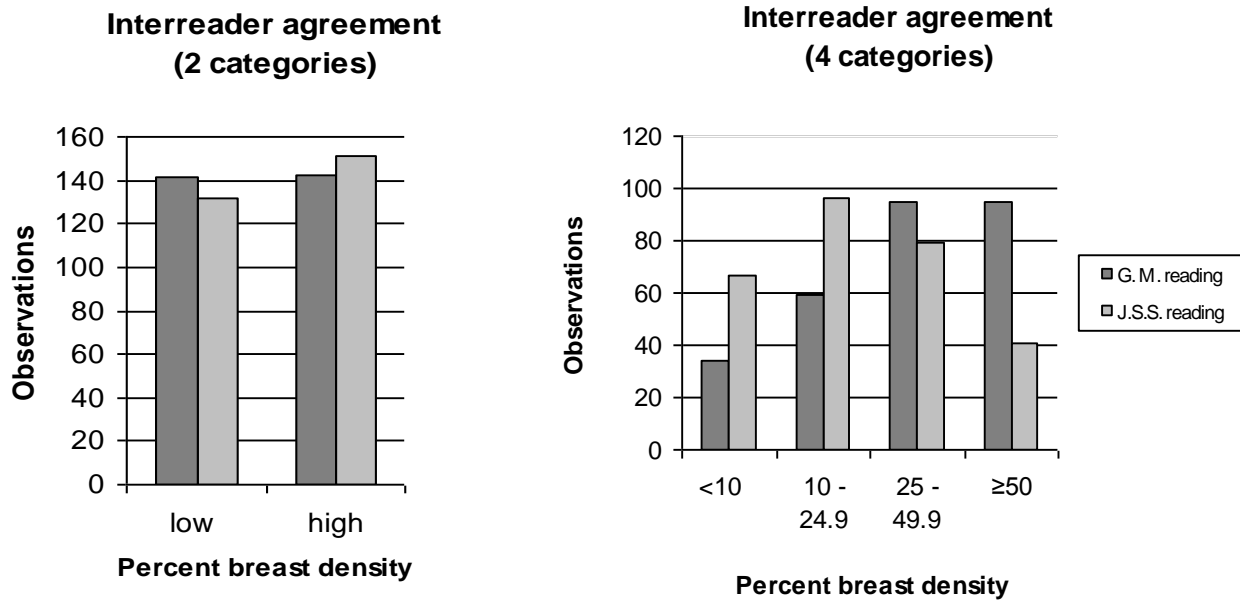 Interreader agreement
(2 categories)
160
140
120
100
80
60
40
20
0
Observations
low
high
Percent breast density
Interreader agreement
(4 categories)
120
100
80
60
40
20
0
Observations
<10
10 -
24.9
25 -
49.9
≥50
Percent breast density
G. M. reading
J.S.S. reading